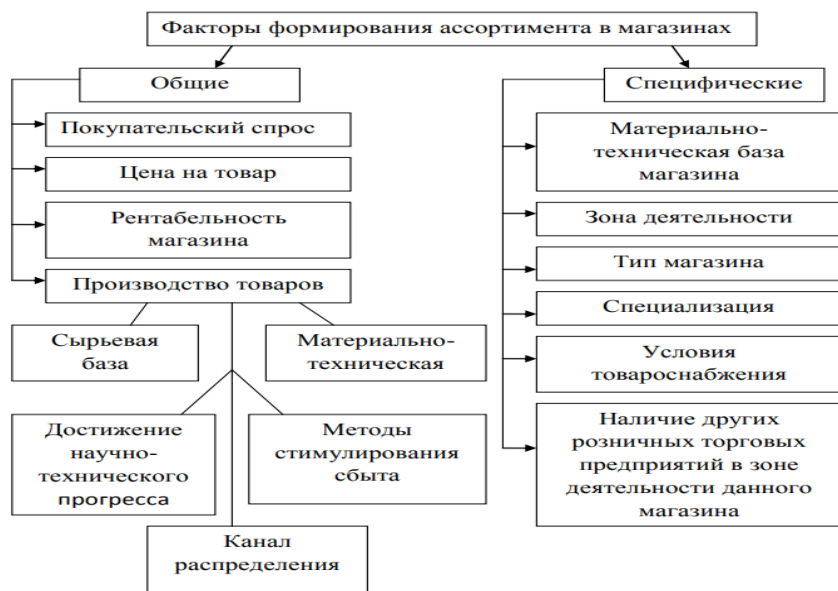 Факторы формирования ассортимента в магазинах
Общие
Покупательский спрос
Цена на товар
Рентабельность
магазина
Производство товаров
Сырьевая
база
Материально-
техническая
Достижение
научно-
технического
прогресса
Методы
стимулирования
сбыта
Канал
распределения
Специфические
Материально-
техническая база
магазина
Зона деятельности
Тип магазина
Специализация
Условия
товароснабжения
Наличие других
розничных торговых
предприятий в зоне
деятельности данного
магазина